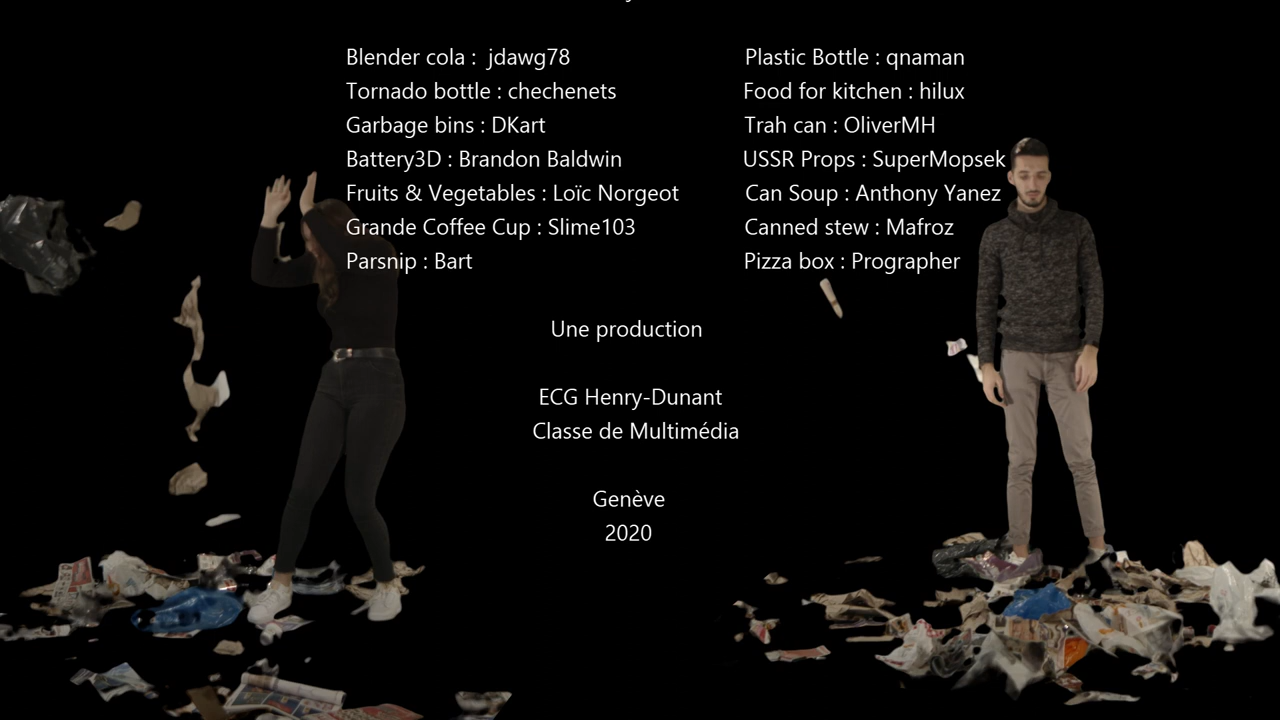 Blender cola :  jdawg78
Tornado bottle : chechenets
Garbage bins : DKart
Battery3D : Brandon Baldwin
Fruits & Vegetables : Loïc Norgeot
Grande Coffee Cup : Slime103
Parsnip : Bart
Plastic Bottle : qnaman
Food for kitchen : hilux
Trah can : OliverMH
USSR Props : SuperMopsek
Can Soup : Anthony Yanez
Canned stew : Mafroz
Pizza box : Prographer
Une production
ECG Henry-Dunant
Classe de Multimédia
Genève
2020